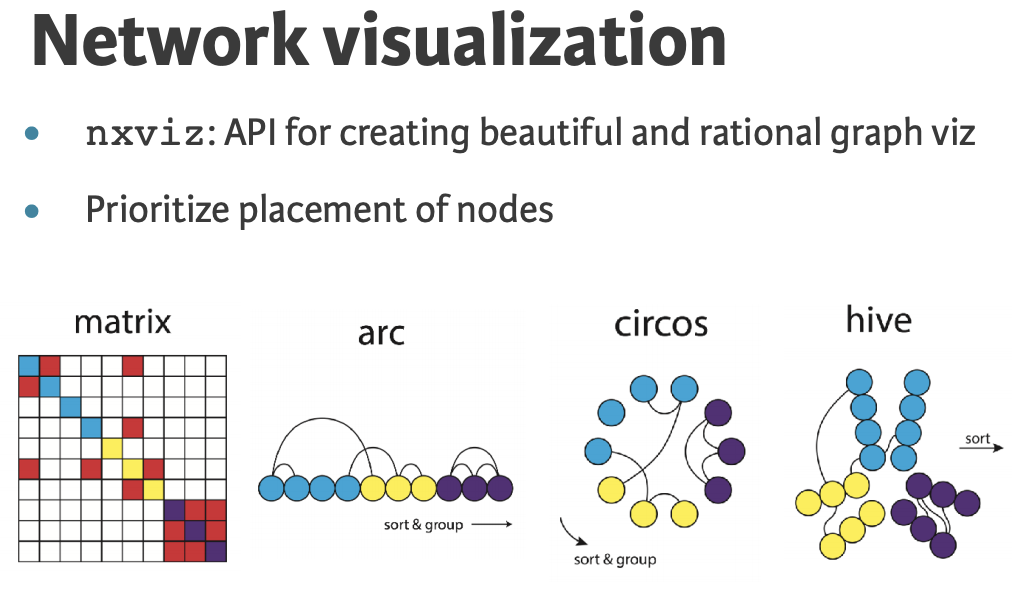 Network visualization
• nxviz: API for creating beautiful and rational graph viz
• Prioritize placement of nodes
matrix
arc
circos
hive
sort
sort & group
sort & group